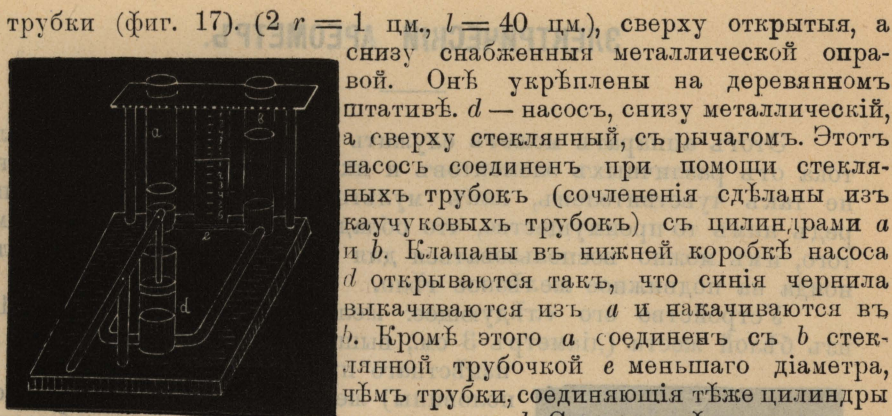 трубки (фиг. 17). (2 r = 1 цм., l = 40 цм.), сверху открытыя, а
снизу снабженныя металлической опра-
вой. Онѣ укрѣплены на деревянномъ
штативѣ. d — насосъ, снизу металлическій,
а сверху стеклянный, съ рычагомъ. Этотъ
насосъ соединенъ при помощи стекля-
ныхъ трубокъ (сочлененія сдѣланы изъ
каучуковыхъ трубокъ) съ цилиндрами a
и b. Клапаны въ нижней коробкѣ насоса
d открываются такъ, что синія чернила
выкачиваются изъ a и накачиваются въ
b. Кромѣ этого a соединенъ съ b стек-
лянной трубочкой e меньшаго діаметра,
чѣмъ трубки, соединяющія тѣже цилиндры
a
d